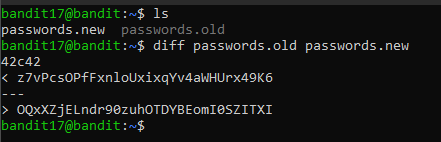 bandit17@bandit:~$ ls
passwords.new  passwords.old
bandit17@bandit:~$ diff passwords.old passwords.new
42c42
< z7vPcsOPfFxnloUxixqYv4aWHUrx49K6
---
> OQxXZjELndr90zuhOTDYBEomI0SZITXI
bandit17@bandit:~$